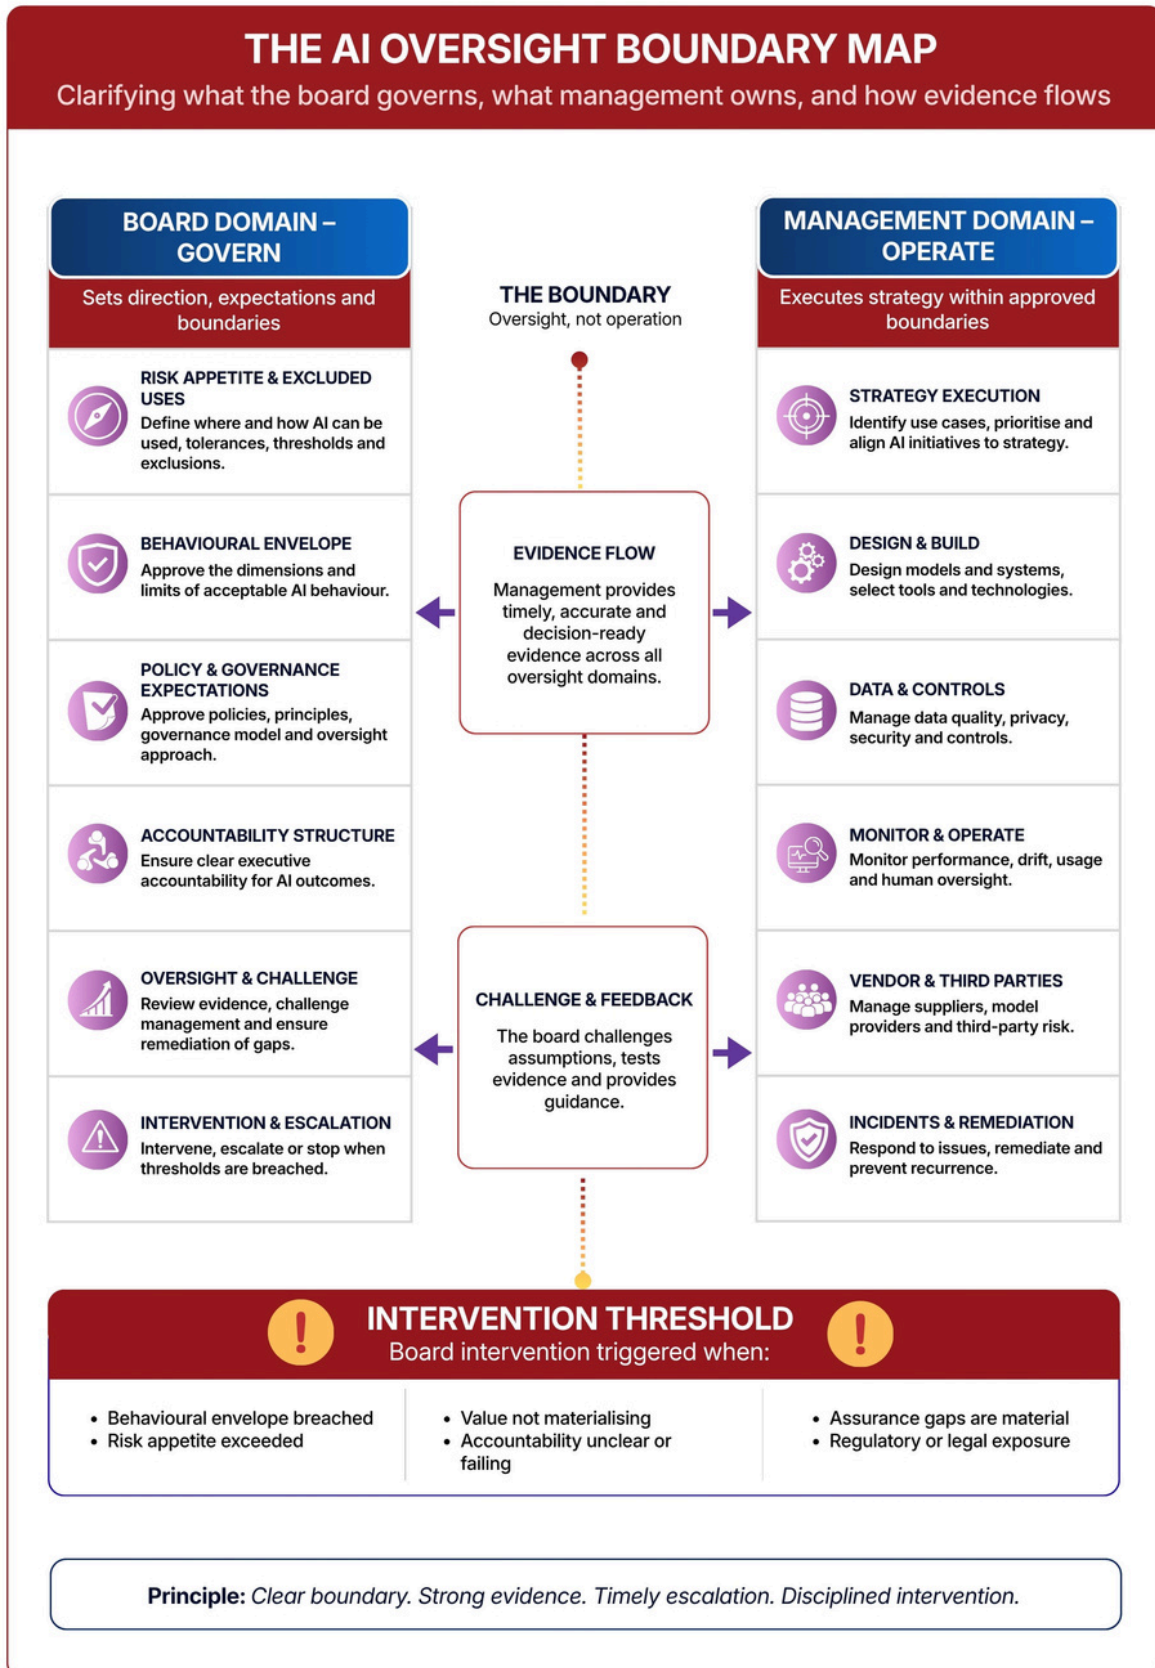 THE AI OVERSIGHT BOUNDARY MAP
Clarifying what the board governs, what management owns, and how evidence flows
BOARD DOMAIN –
GOVERN
Sets direction, expectations and
boundaries
RISK APPETITE & EXCLUDED
USES
Define where and how AI can be
used, tolerances, thresholds and
exclusions.
BEHAVIOURAL ENVELOPE
Approve the dimensions and
limits of acceptable AI behaviour.
POLICY & GOVERNANCE
EXPECTATIONS
Approve policies, principles,
governance model and oversight
approach.
ACCOUNTABILITY STRUCTURE
Ensure clear executive
accountability for AI outcomes.
OVERSIGHT & CHALLENGE
Review evidence, challenge
management and ensure
remediation of gaps.
INTERVENTION & ESCALATION
Intervene, escalate or stop when
thresholds are breached.
THE BOUNDARY
Oversight, not operation
EVIDENCE FLOW
Management provides
timely, accurate and
decision-ready
evidence across all
oversight domains.
CHALLENGE & FEEDBACK
The board challenges
assumptions, tests
evidence and provides
guidance.
MANAGEMENT DOMAIN –
OPERATE
Executes strategy within approved
boundaries
STRATEGY EXECUTION
Identify use cases, prioritise and
align AI initiatives to strategy.
DESIGN & BUILD
Design models and systems,
select tools and technologies.
DATA & CONTROLS
Manage data quality, privacy,
security and controls.
MONITOR & OPERATE
Monitor performance, drift, usage
and human oversight.
VENDOR & THIRD PARTIES
Manage suppliers, model
providers and third-party risk.
INCIDENTS & REMEDIATION
Respond to issues, remediate and
prevent recurrence.
INTERVENTION THRESHOLD
Board intervention triggered when:
• Behavioural envelope breached
• Risk appetite exceeded
• Value not materialising
• Accountability unclear or
failing
• Assurance gaps are material
• Regulatory or legal exposure
Principle: Clear boundary. Strong evidence. Timely escalation. Disciplined intervention.